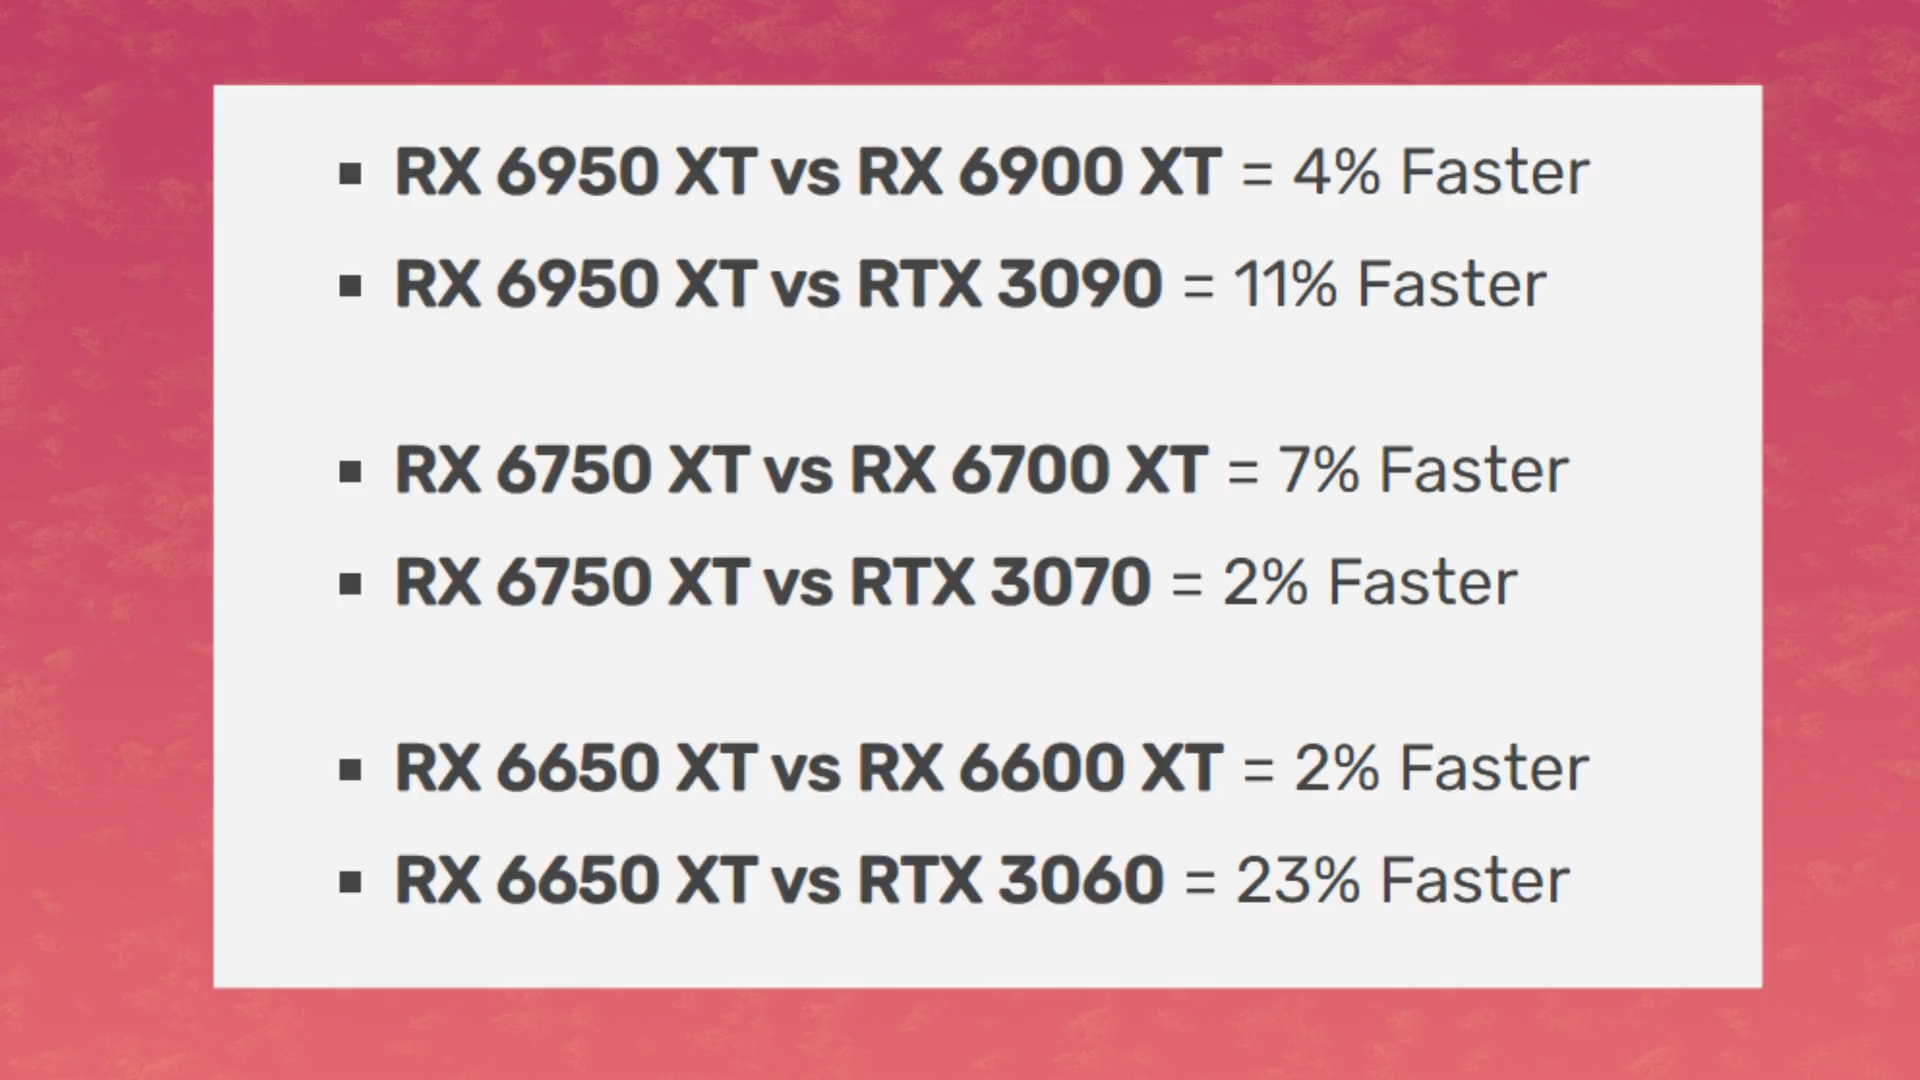 ▪ RX 6950 XT vs RX 6900 XT = 4% Faster
▪ RX 6950 XT vs RTX 3090 = 11% Faster
▪ RX 6750 XT vs RX 6700 XT = 7% Faster
▪ RX 6750 XT vs RTX 3070 = 2% Faster
▪ RX 6650 XT vs RX 6600 XT = 2% Faster
▪ RX 6650 XT vs RTX 3060 = 23% Faster